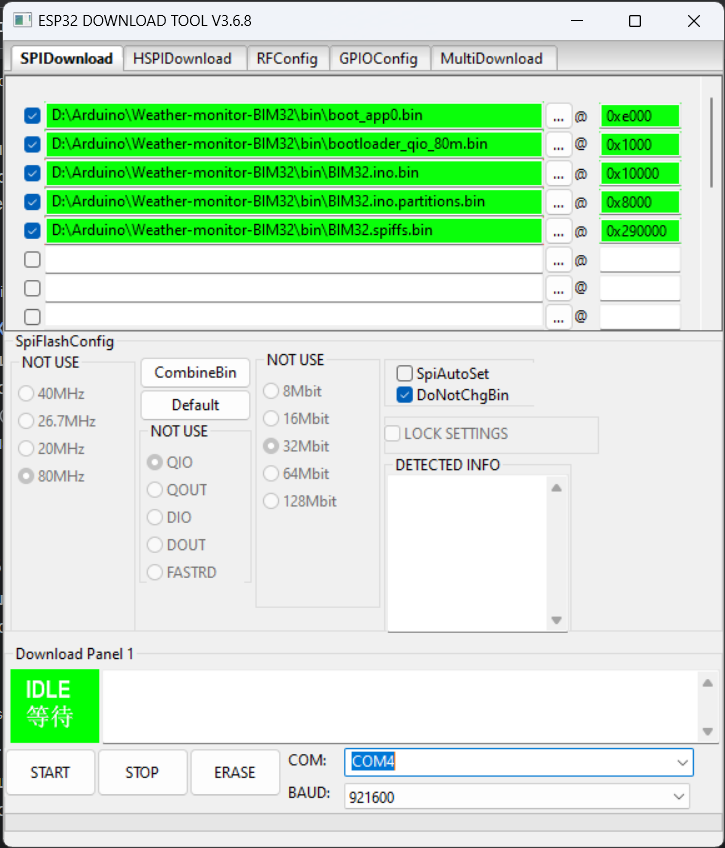 ESP32 DOWNLOAD TOOL V3.6.8
SPIDownload HSPIDownload RFConfig GPIOConfig MultiDownload
D:\Arduino\Weather-monitor-BIM32\bin\boot_app0.bin ... @ 0xe000
D:\Arduino\Weather-monitor-BIM32\bin\bootloader_qio_80m.bin ... @ 0x1000
D:\Arduino\Weather-monitor-BIM32\bin\BIM32.ino.bin ... @ 0x10000
D:\Arduino\Weather-monitor-BIM32\bin\BIM32.ino.partitions.bin ... @ 0x8000
D:\Arduino\Weather-monitor-BIM32\bin\BIM32.spiffs.bin ... @ 0x290000
... @
... @
... @
SpiFlashConfig
NOT USE
40MHz
26.7MHz
20MHz
80MHz
CombineBin
Default
NOT USE
QIO
QOUT
DIO
DOUT
FASTRD
NOT USE
8Mbit
16Mbit
32Mbit
64Mbit
128Mbit
SpiAutoSet
DoNotChgBin
LOCK SETTINGS
DETECTED INFO
Download Panel 1
IDLE
等待
START STOP ERASE
COM: COM4
BAUD: 921600